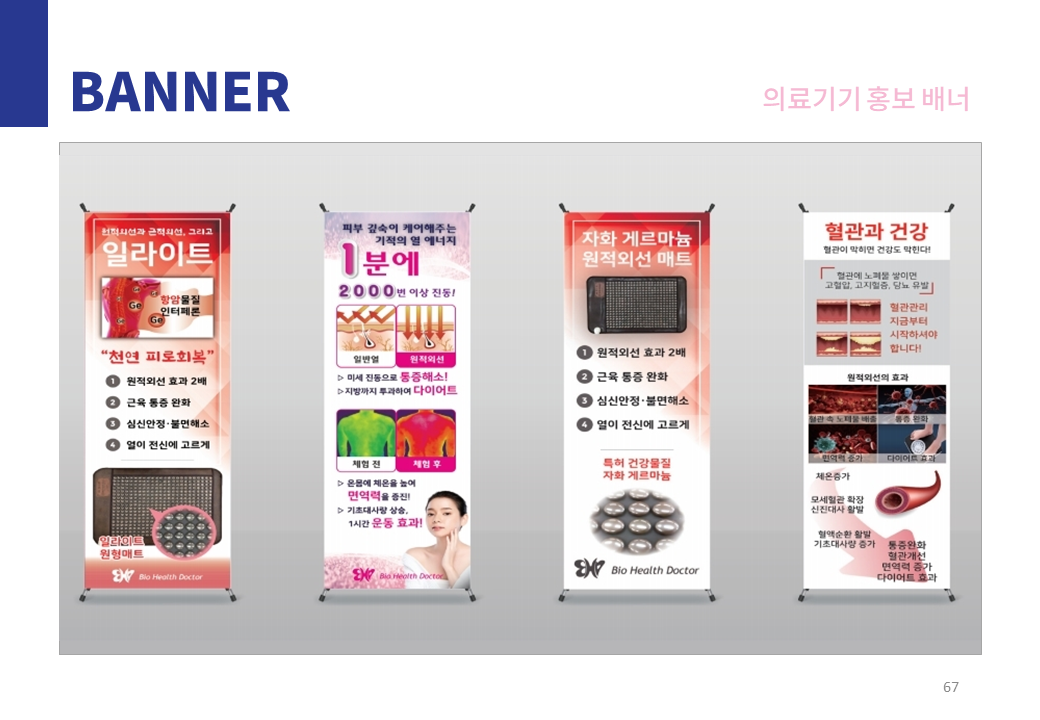 BANNER
의료기기 홍보 배너
원적외선과 근적외선, 그리고
일라이트
항암물질
인터페론
Ge
Ge
"천연 피로회복"
1 원적외선 효과 2배
2 근육 통증 완화
3 심신안정·불면해소
4 열이 전신에 고르게
일라이트
원형매트
Bio Health Doctor
피부 깊숙이 케어해주는
기적의 열 에너지
1분에
2000번 이상 진동!
일반열 원적외선
▷ 미세 진동으로 통증해소!
▷지방까지 투과하여 다이어트
체험 전 체험 후
▷ 온몸에 체온을 높여
면역력을 증진!
▷ 기초대사량 상승,
1시간 운동 효과!
Bio Health Doctor
자화 게르마늄
원적외선 매트
1 원적외선 효과 2배
2 근육 통증 완화
3 심신안정·불면해소
4 열이 전신에 고르게
특허 건강물질
자화 게르마늄
Bio Health Doctor
혈관과 건강
혈관이 막히면 건강도 막힌다!
혈관에 노폐물 쌓이면
고혈압, 고지혈증, 당뇨 유발
혈관관리
지금부터
시작하셔야
합니다!
원적외선의 효과
혈관 속 노폐물 배출 통증 완화
면역력 증가 다이어트 효과
체온증가
모세혈관 확장
신진대사 활발
혈액순환 활발
기초대사량 증가
통증완화
혈관개선
면역력 증가
다이어트 효과
67